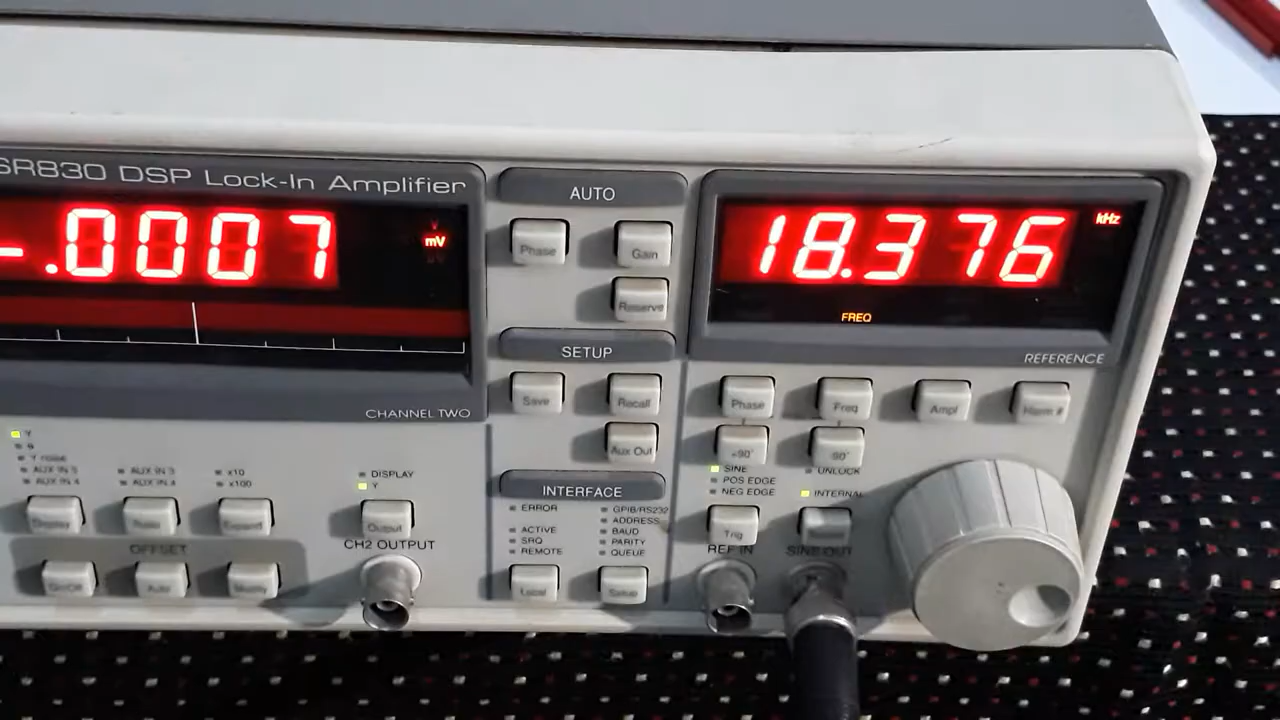 SR830 DSP Lock-In Amplifier
-.0007
V
mV
CHANNEL TWO
AUTO
Phase
Gain
Reserve
SETUP
Save
Recall
Aux Out
INTERFACE
ERROR
ACTIVE
SRQ
REMOTE
GPIB/RS232
ADDRESS
BAUD
PARITY
QUEUE
Local
Setup
18.376
kHz
FREQ
REFERENCE
Phase
Freq
Ampl
Harm #
+90°
-90°
SINE
POS EDGE
NEG EDGE
UNLOCK
INTERNAL
Trig
REF IN
SINE OUT
Y
Y noise
AUX IN 3
AUX IN 4
AUX IN 3
AUX IN 4
x10
x100
DISPLAY
Y
Display
Ratio
Expand
Output
OFFSET
On/Off
Auto
Modify
CH2 OUTPUT